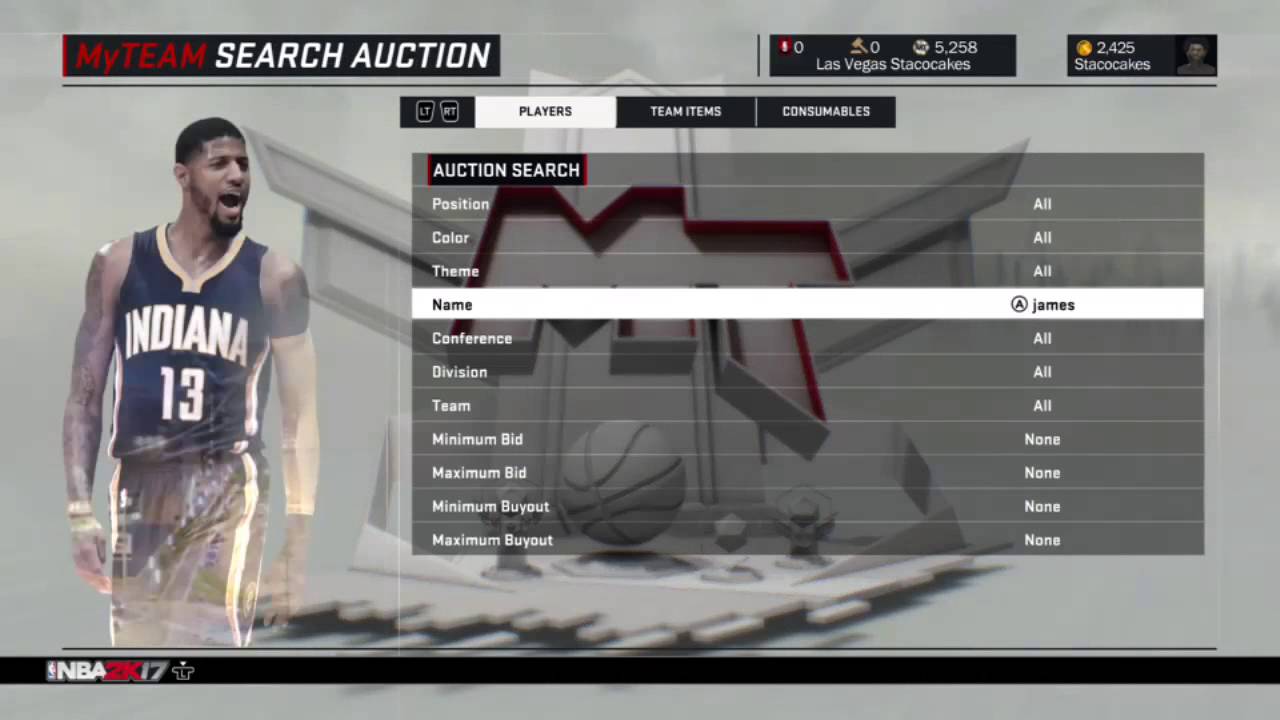 MyTEAM SEARCH AUCTION
0 0 5,258
Las Vegas Stacocakes
2,425
Stacocakes
LT RT PLAYERS TEAM ITEMS CONSUMABLES
AUCTION SEARCH
Position All
Color All
Theme All
Name A james
Conference All
Division All
Team All
Minimum Bid None
Maximum Bid None
Minimum Buyout None
Maximum Buyout None
INDIANA
13
NBA 2K17